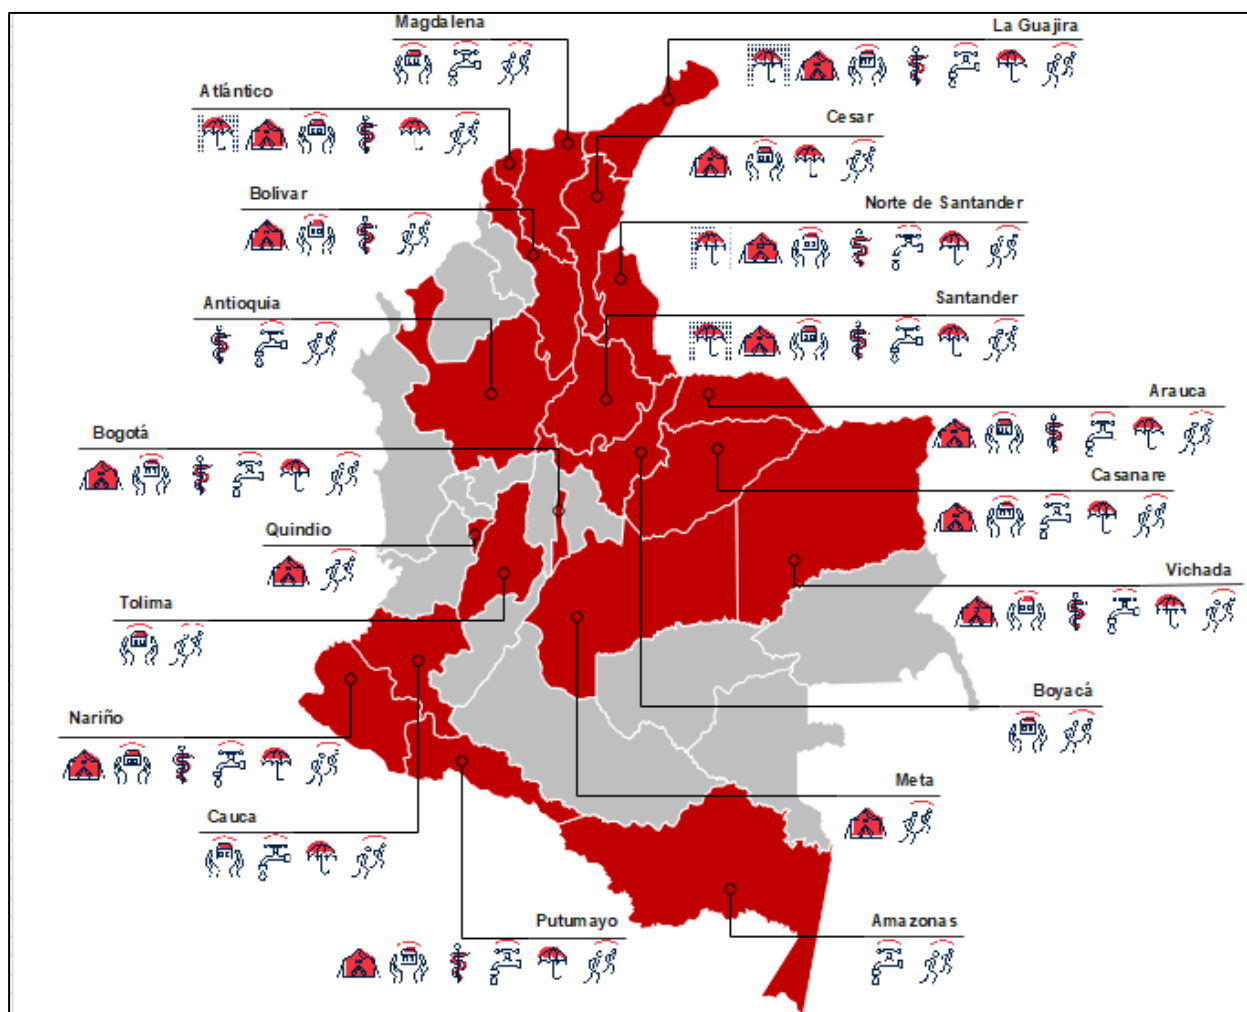 Magdalena
La Guajira
Atlántico
Cesar
Bolivar
Norte de Santander
Antioquia
Santander
Arauca
Bogotá
Casanare
Quindio
Vichada
Tolima
Boyacá
Nariño
Meta
Cauca
Putumayo
Amazonas